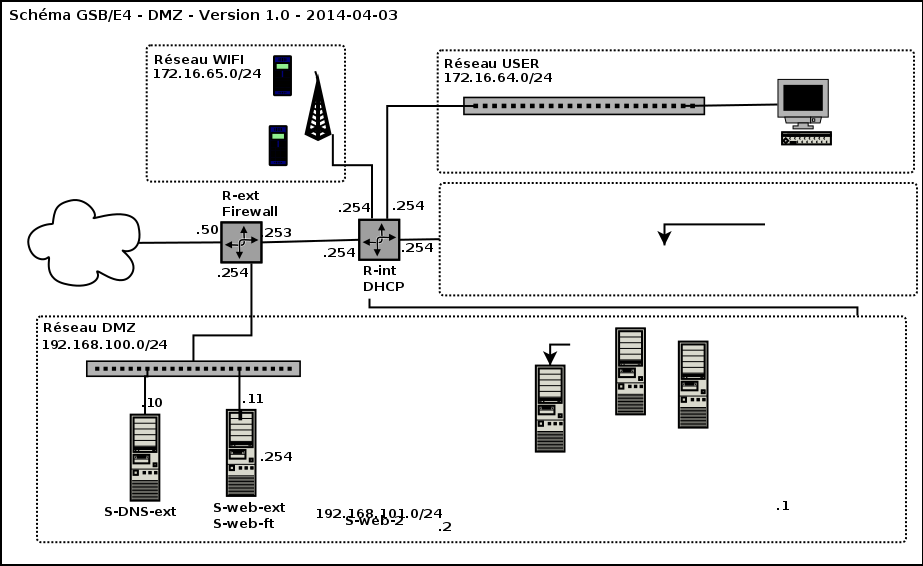 Schéma GSB/E4 - DMZ - Version 1.0 - 2014-04-03
Réseau WIFI
172.16.65.0/24
Réseau USER
172.16.64.0/24
R-ext
Firewall
.50
.253
.254
.254
.254
.254
.254
R-int
DHCP
Réseau DMZ
192.168.100.0/24
.10
.11
.254
S-DNS-ext
S-web-ext
S-web-ft
192.168.101.0/24
S-web-2
.2
.1